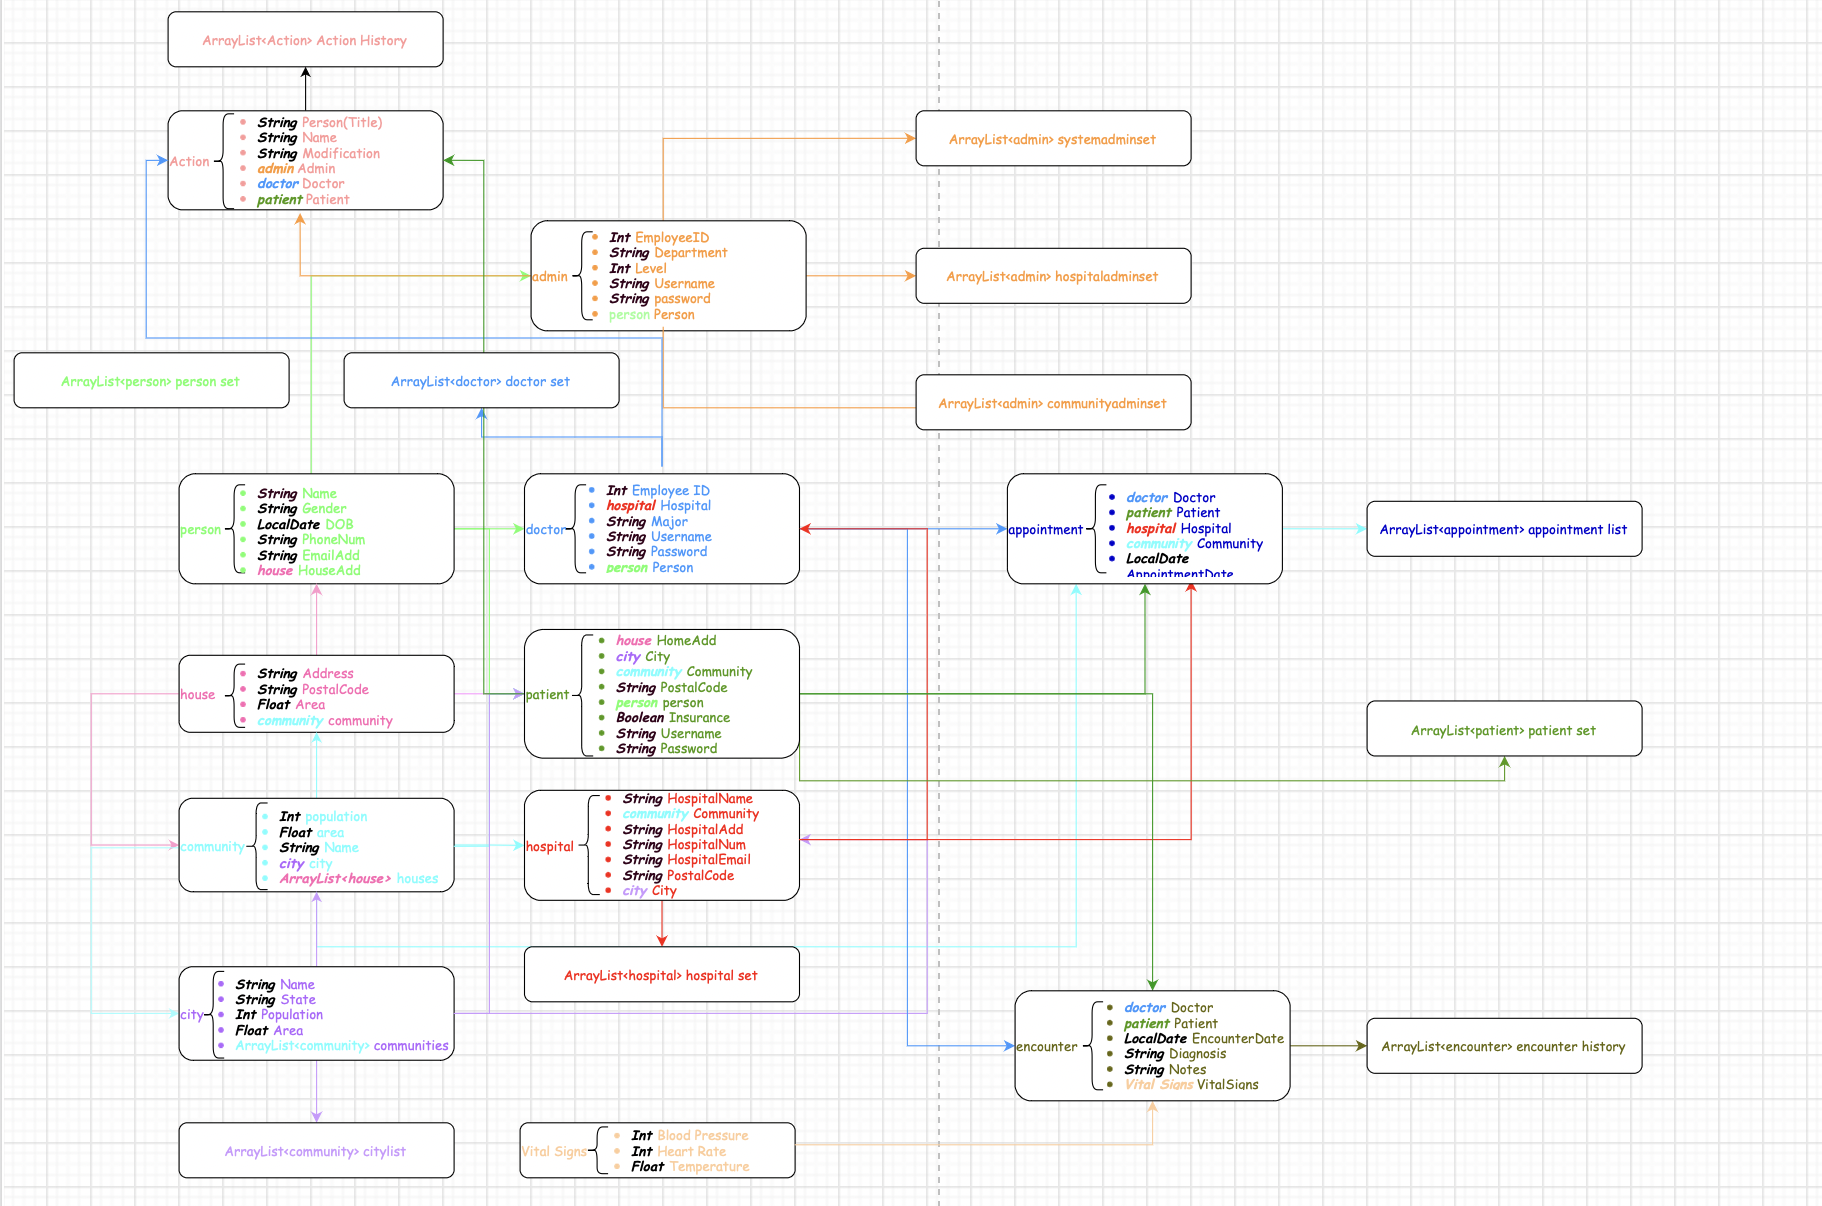 ArrayList<Action> Action History
Action
String Person(Title)
String Name
String Modification
admin Admin
doctor Doctor
patient Patient
ArrayList<admin> systemadminset
admin
Int EmployeeID
String Department
Int Level
String Username
String password
person Person
ArrayList<admin> hospitaladminset
ArrayList<person> person set
ArrayList<doctor> doctor set
ArrayList<admin> communityadminset
person
String Name
String Gender
LocalDate DOB
String PhoneNum
String EmailAdd
house HouseAdd
doctor
Int Employee ID
hospital Hospital
String Major
String Username
String Password
person Person
appointment
doctor Doctor
patient Patient
hospital Hospital
community Community
LocalDate
AppointmentDate
ArrayList<appointment> appointment list
house
String Address
String PostalCode
Float Area
community community
patient
house HomeAdd
city City
community Community
String PostalCode
person person
Boolean Insurance
String Username
String Password
ArrayList<patient> patient set
community
Int population
Float area
String Name
city city
ArrayList<house> houses
hospital
String HospitalName
community Community
String HospitalAdd
String HospitalNum
String HospitalEmail
String PostalCode
city City
ArrayList<hospital> hospital set
city
String Name
String State
Int Population
Float Area
ArrayList<community> communities
encounter
doctor Doctor
patient Patient
LocalDate EncounterDate
String Diagnosis
String Notes
Vital Signs VitalSigns
ArrayList<encounter> encounter history
ArrayList<community> citylist
Vital Signs
Int Blood Pressure
Int Heart Rate
Float Temperature